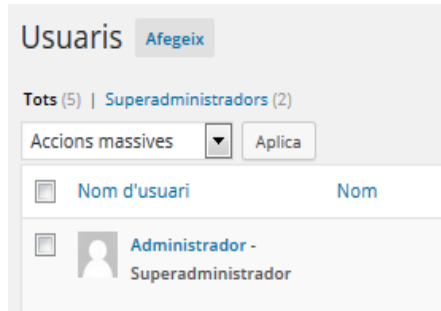 Usuaris Afegeix
Tots (5) | Superadministradors (2)
Accions massives Aplica
Nom d'usuari Nom
Administrador -
Superadministrador